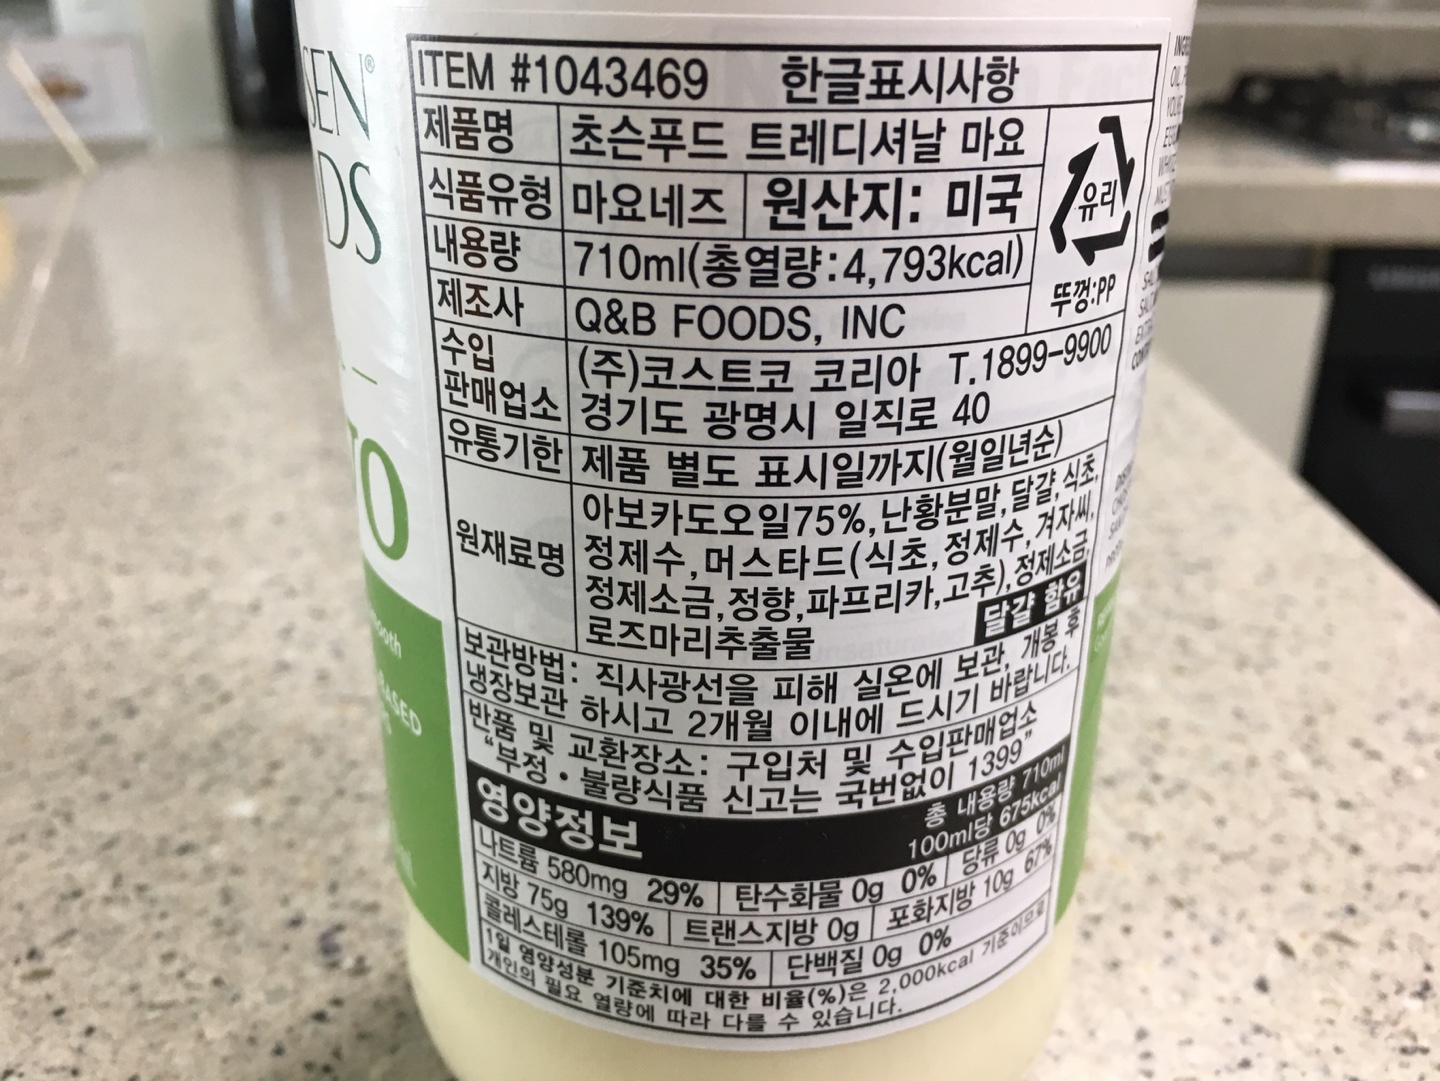 SEN®
ODS
TO
ooth
BASED
ITEM #1043469 한글표시사항
제품명 초슨푸드 트레디셔날 마요
식품유형 마요네즈 원산지: 미국
유리
내용량 710ml(총열량:4,793kcal)
뚜껑:PP
제조사 Q&B FOODS, INC
수입 판매업소 (주)코스트코 코리아 T.1899-9900
경기도 광명시 일직로 40
유통기한 제품 별도 표시일까지(월일년순)
원재료명 아보카도오일75%,난황분말,달걀,식초,
정제수,머스타드(식초,정제수,겨자씨,
정제소금,정향,파프리카,고추),정제소금,
로즈마리추출물 달걀 함유
보관방법: 직사광선을 피해 실온에 보관, 개봉 후
냉장보관 하시고 2개월 이내에 드시기 바랍니다.
반품 및 교환장소: 구입처 및 수입판매업소
“부정·불량식품 신고는 국번없이 1399”
영양정보 총 내용량 710ml
100ml당 675kcal
나트륨 580mg 29% 탄수화물 0g 0% 당류 0g 0%
지방 75g 139% 트랜스지방 0g 포화지방 10g 67%
콜레스테롤 105mg 35% 단백질 0g 0%
1일 영양성분 기준치에 대한 비율(%)은 2,000kcal 기준이므로
개인의 필요 열량에 따라 다를 수 있습니다.